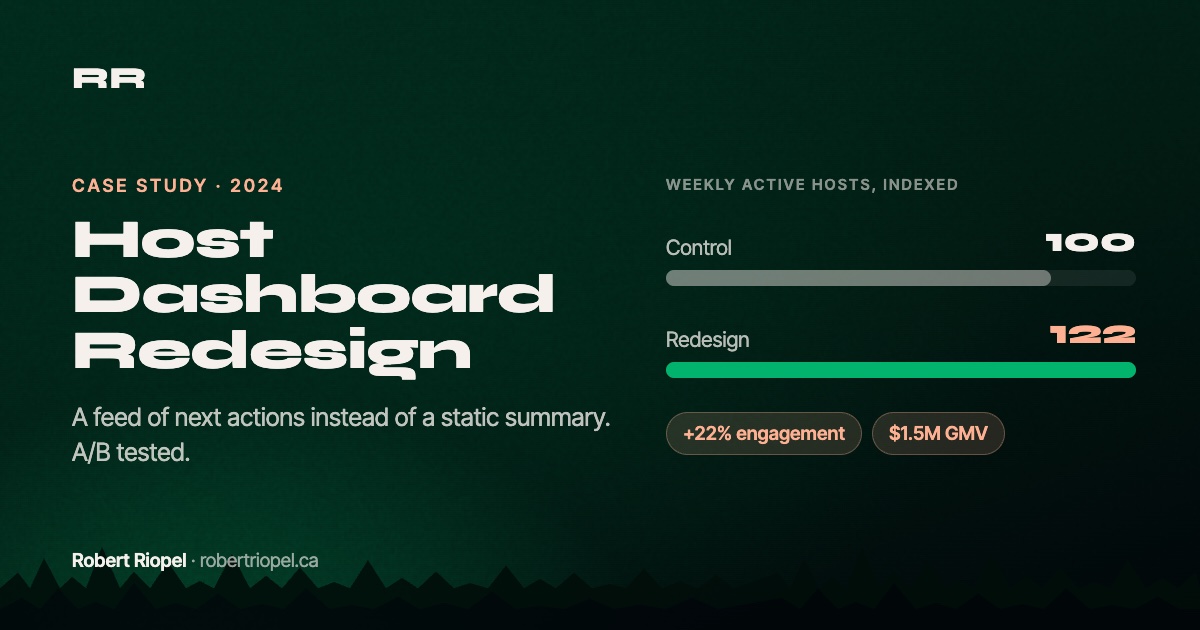 RR
CASE STUDY · 2024
Host
Dashboard
Redesign
A feed of next actions instead of a static summary.
A/B tested.
WEEKLY ACTIVE HOSTS, INDEXED
Control 100
Redesign 122
+22% engagement $1.5M GMV
Robert Riopel · robertriopel.ca